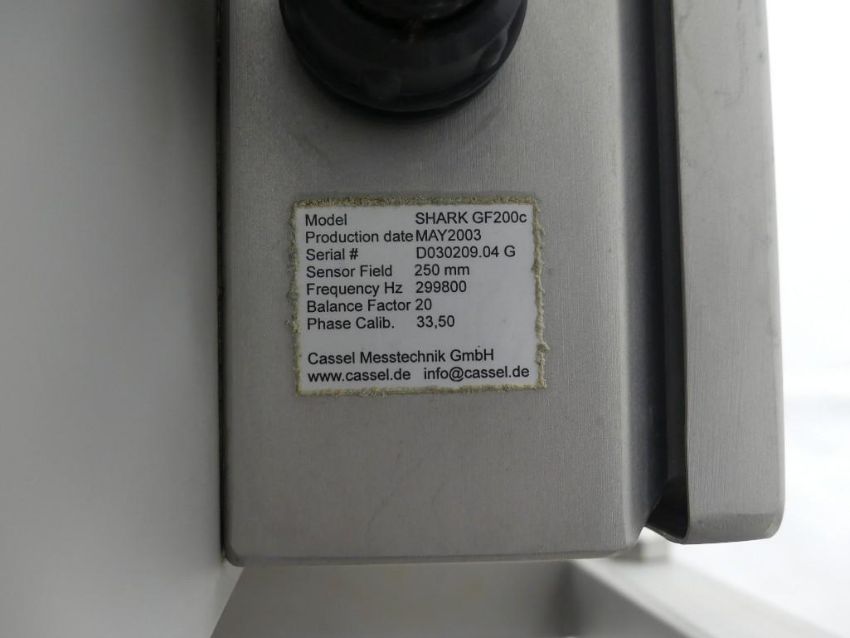 Model SHARK GF200c
Production date MAY2003
Serial # D030209.04 G
Sensor Field 250 mm
Frequency Hz 299800
Balance Factor 20
Phase Calib. 33,50
Cassel Messtechnik GmbH
www.cassel.de info@cassel.de